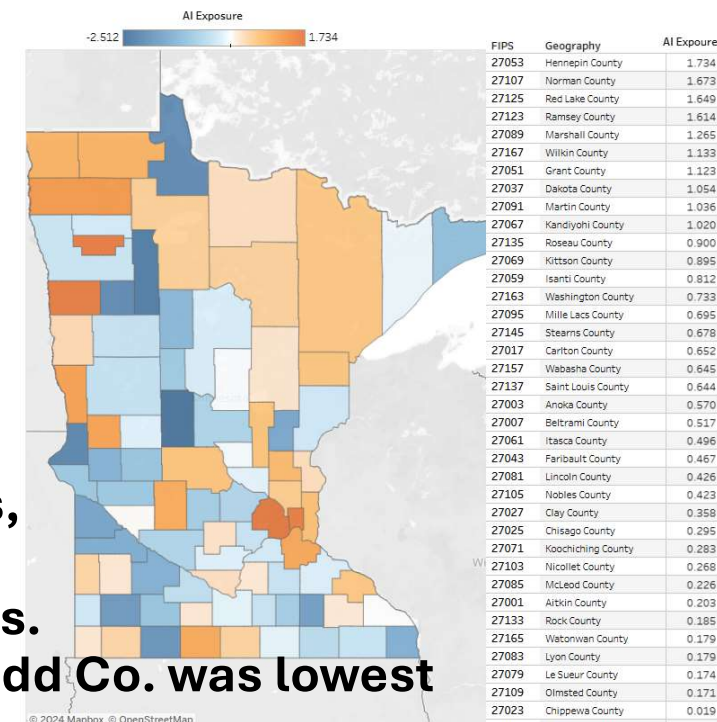 AI Exposure
-2.512 1.734
FIPS Geography AI Expoure
27053 Hennepin County 1.734
27107 Norman County 1.673
27125 Red Lake County 1.649
27123 Ramsey County 1.614
27089 Marshall County 1.265
27167 Wilkin County 1.133
27051 Grant County 1.123
27037 Dakota County 1.054
27091 Martin County 1.036
27067 Kandiyohi County 1.020
27135 Roseau County 0.900
27069 Kittson County 0.895
27059 Isanti County 0.812
27163 Washington County 0.733
27095 Mille Lacs County 0.695
27145 Stearns County 0.678
27017 Carlton County 0.652
27157 Wabasha County 0.645
27137 Saint Louis County 0.644
27003 Anoka County 0.570
27007 Beltrami County 0.517
27061 Itasca County 0.496
27043 Faribault County 0.467
27081 Lincoln County 0.426
27105 Nobles County 0.423
27027 Clay County 0.358
27025 Chisago County 0.295
27071 Koochiching County 0.283
27103 Nicollet County 0.268
27085 McLeod County 0.226
27001 Aitkin County 0.203
27133 Rock County 0.185
27165 Watonwan County 0.179
27083 Lyon County 0.179
27079 Le Sueur County 0.174
27109 Olmsted County 0.171
27023 Chippewa County 0.019
s,
s.
dd Co. was lowest
© 2024 Mapbox © OpenStreetMap